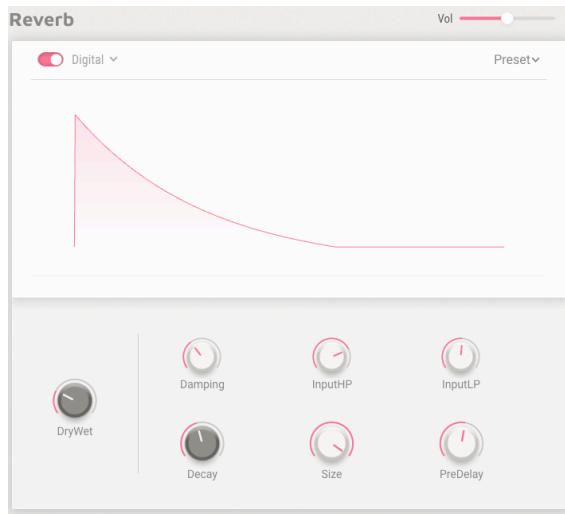 Reverb
Vol
Digital
Preset
Damping
InputHP
InputLP
DryWet
Decay
Size
PreDelay